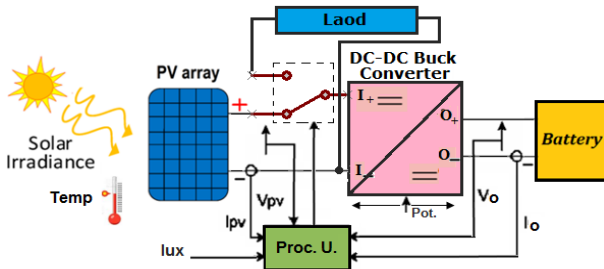 Laod
DC-DC Buck
Converter
PV array
+
I+
O+
Battery
Solar
Irradiance
O–
I–
–
–
Temp
Vpv
Pot.
Vo
Ipv
Io
Proc. U.
lux